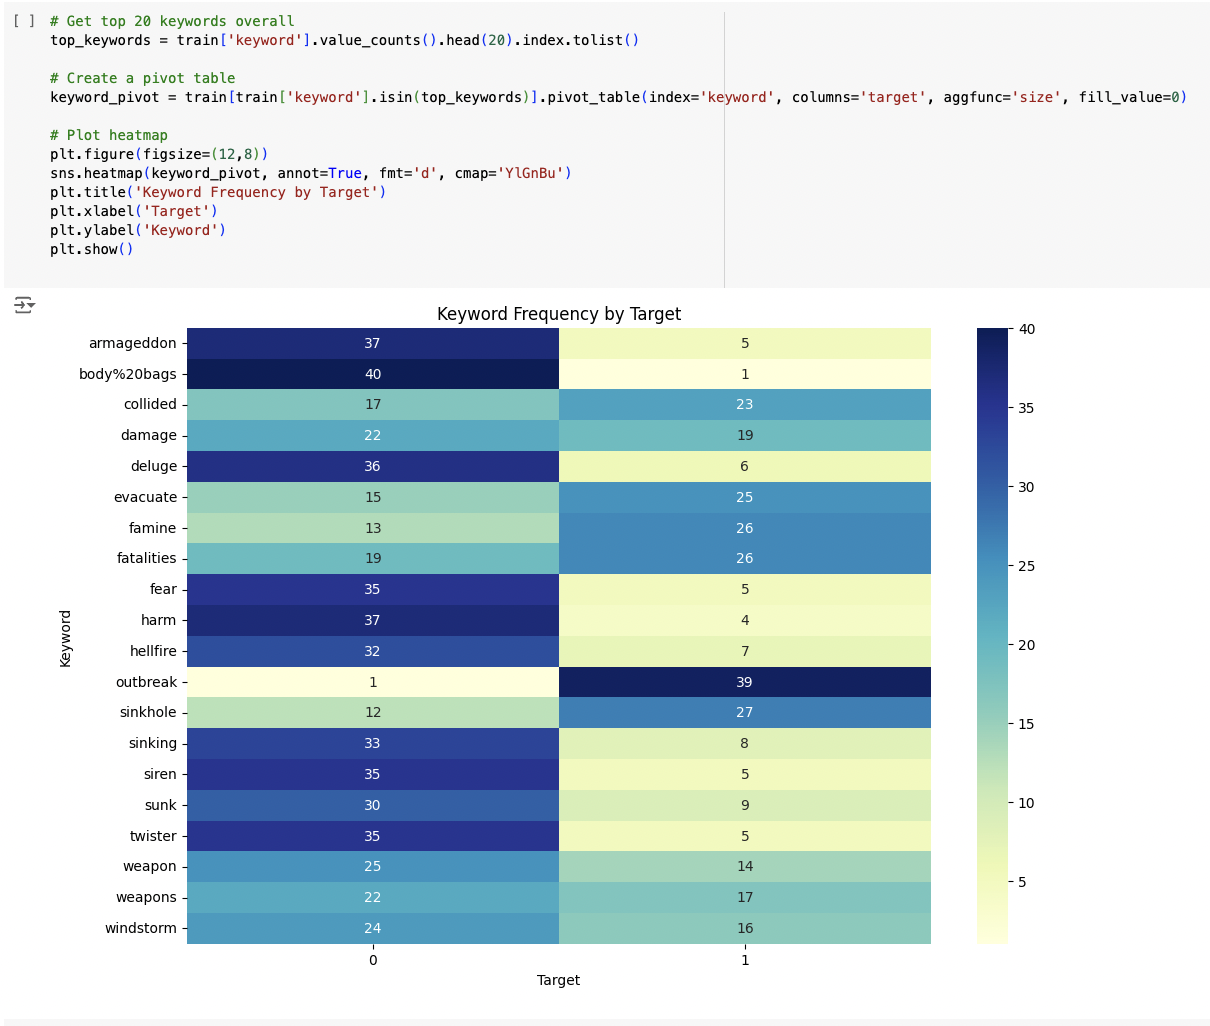 [ ] # Get top 20 keywords overall
top_keywords = train['keyword'].value_counts().head(20).index.tolist()
# Create a pivot table
keyword_pivot = train[train['keyword'].isin(top_keywords)].pivot_table(index='keyword', columns='target', aggfunc='size', fill_value=0)
# Plot heatmap
plt.figure(figsize=(12,8))
sns.heatmap(keyword_pivot, annot=True, fmt='d', cmap='YlGnBu')
plt.title('Keyword Frequency by Target')
plt.xlabel('Target')
plt.ylabel('Keyword')
plt.show()
Keyword Frequency by Target
armageddon 37 5
body%20bags 40 1
collided 17 23
damage 22 19
deluge 36 6
evacuate 15 25
famine 13 26
fatalities 19 26
fear 35 5
harm 37 4
hellfire 32 7
outbreak 1 39
sinkhole 12 27
sinking 33 8
siren 35 5
sunk 30 9
twister 35 5
weapon 25 14
weapons 22 17
windstorm 24 16
Keyword
0 1
Target
40
35
30
25
20
15
10
5